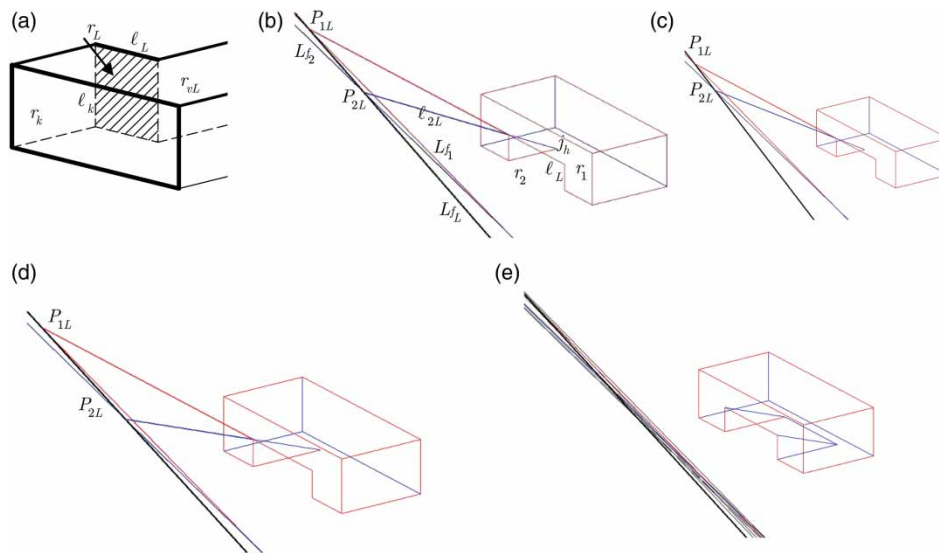 (a)
r_L
ℓ_L
r_vL
ℓ_k
r_k
(b)
P_1L
L_f2
P_2L
ℓ_2L
L_f1
L_fL
j_h
r_2
ℓ_L
r_1
(c)
P_1L
P_2L
(d)
P_1L
P_2L
(e)